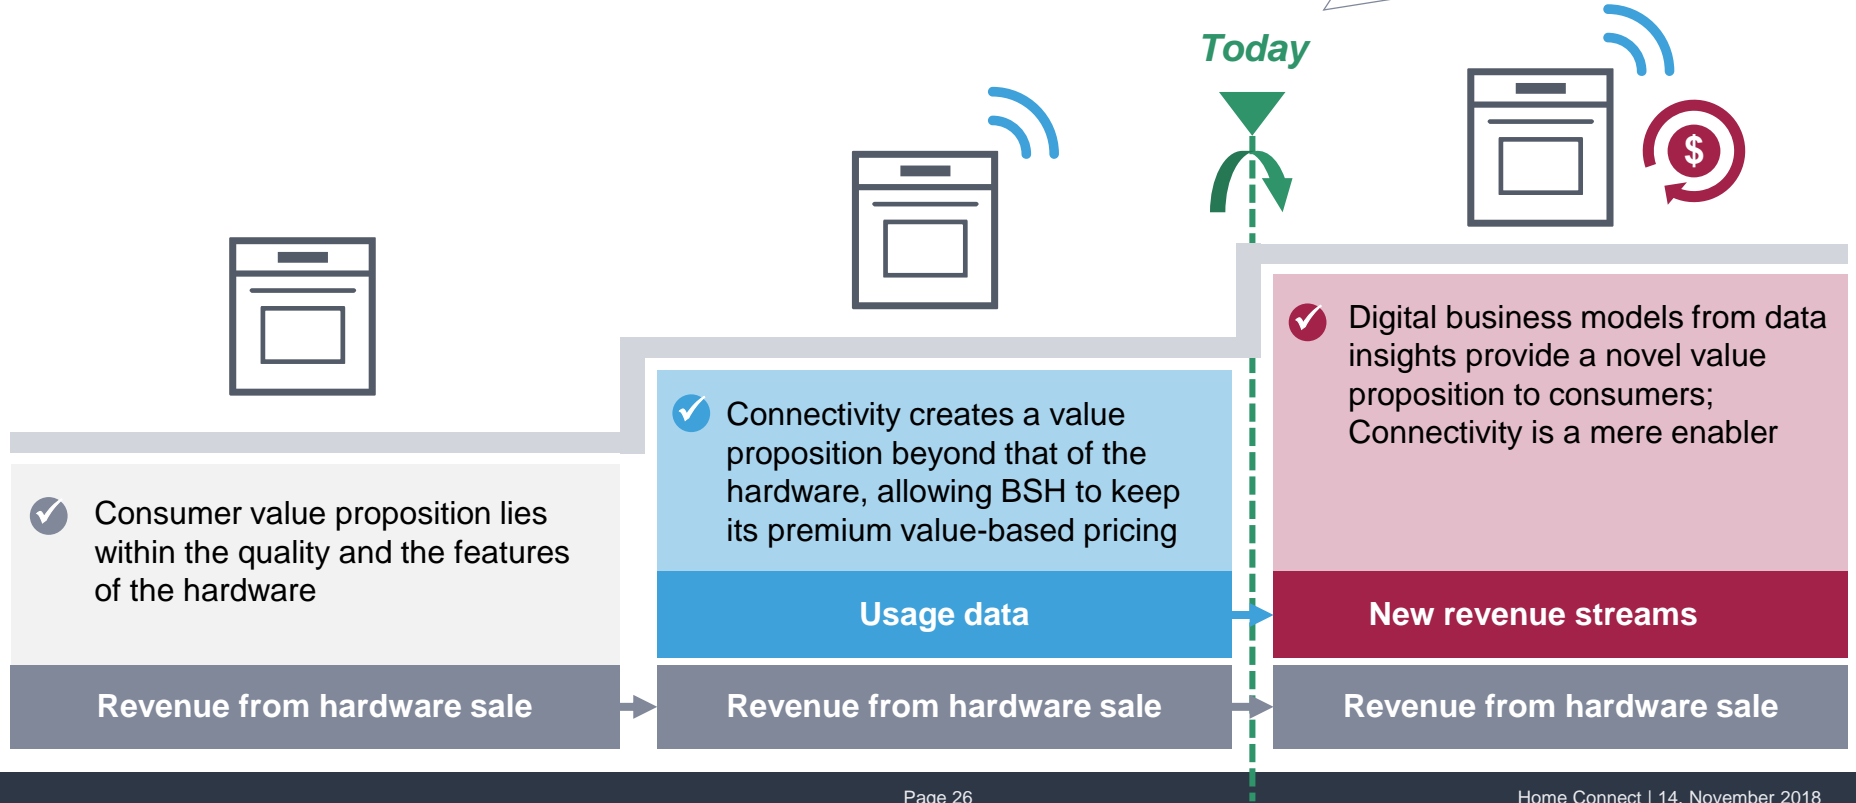 Today
$
Consumer value proposition lies
within the quality and the features
of the hardware
Revenue from hardware sale
Connectivity creates a value
proposition beyond that of the
hardware, allowing BSH to keep
its premium value-based pricing
Usage data
Revenue from hardware sale
Digital business models from data
insights provide a novel value
proposition to consumers;
Connectivity is a mere enabler
New revenue streams
Revenue from hardware sale
Page 26
Home Connect | 14. November 2018